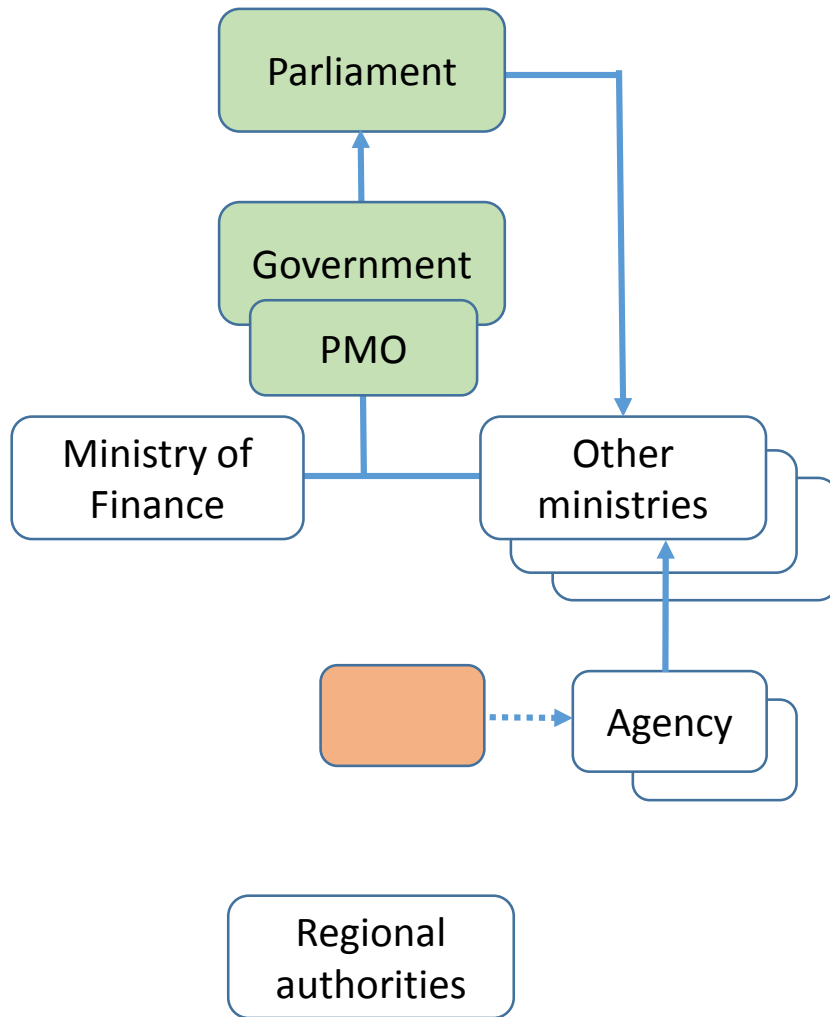 Parliament
Government
PMO
Ministry of
Finance
Other
ministries
Agency
Regional
authorities